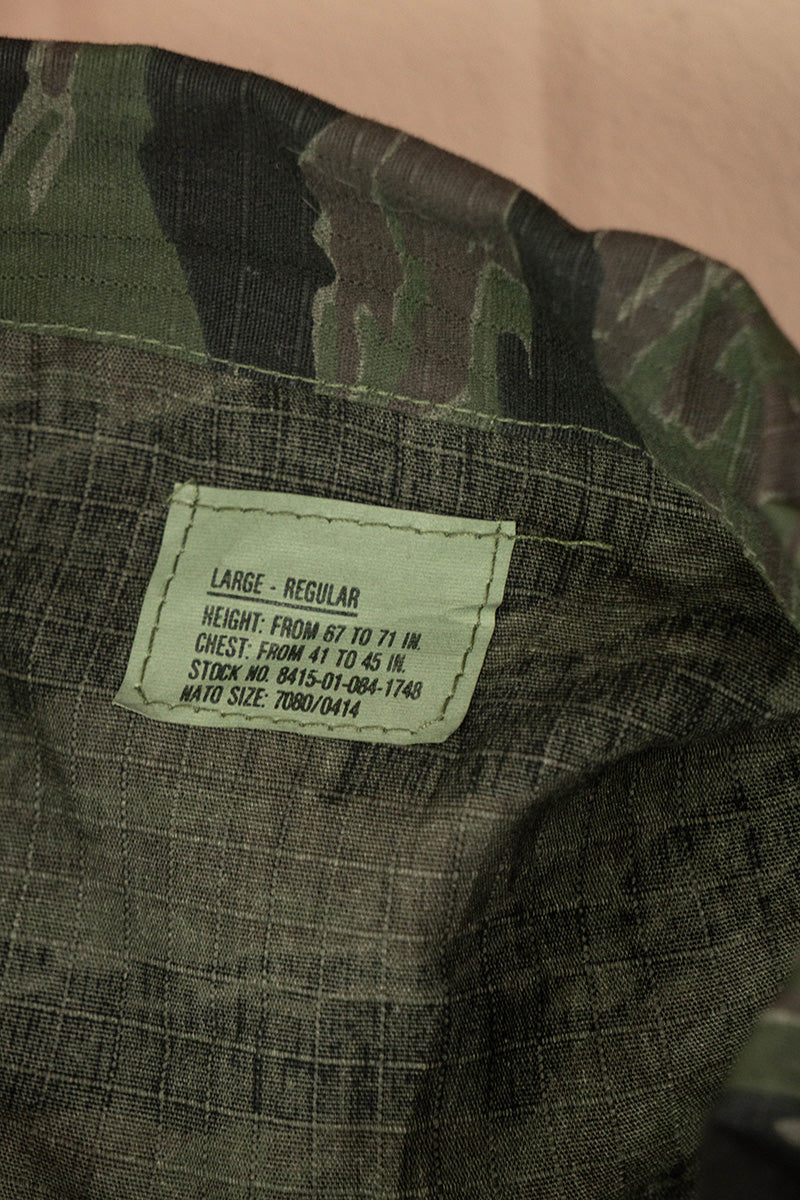 LARGE - REGULAR
HEIGHT: FROM 67 TO 71 IN.
CHEST: FROM 41 TO 45 IN.
STOCK NO. 8415-01-084-1748
NATO SIZE: 7080/0414